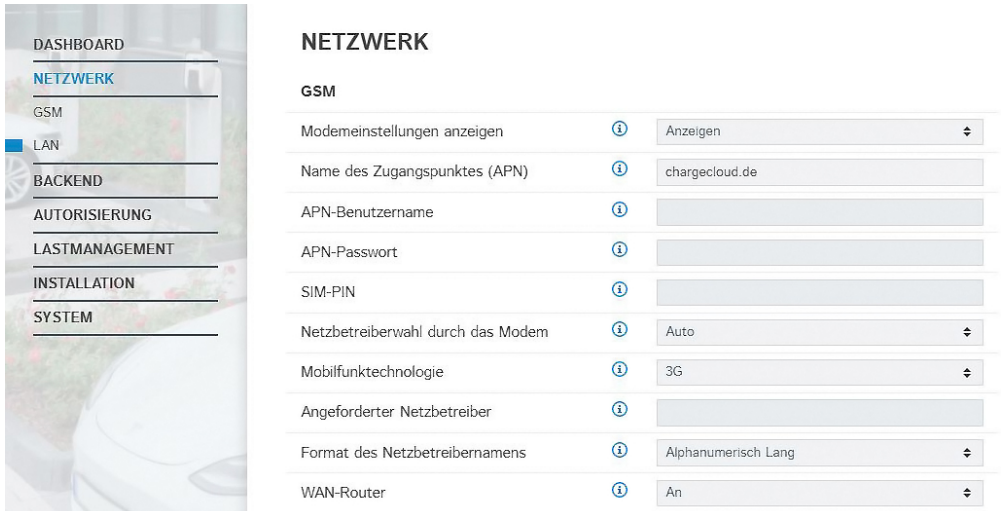 DASHBOARD
NETZWERK
GSM
LAN
BACKEND
AUTORISIERUNG
LASTMANAGEMENT
INSTALLATION
SYSTEM
NETZWERK
GSM
Modemeinstellungen anzeigen Anzeigen
Name des Zugangspunktes (APN) chargecloud.de
APN-Benutzername
APN-Passwort
SIM-PIN
Netzbetreiberwahl durch das Modem Auto
Mobilfunktechnologie 3G
Angeforderter Netzbetreiber
Format des Netzbetreibernamens Alphanumerisch Lang
WAN-Router An